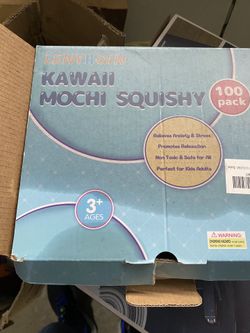 KAWAII
MOCHI SQUISHY
100
pack
Relieves Anxiety & Stress
Promotes Relaxation
Non Toxic & Safe for All
Perfect for Kids Adults
3+
AGES
WARNING: